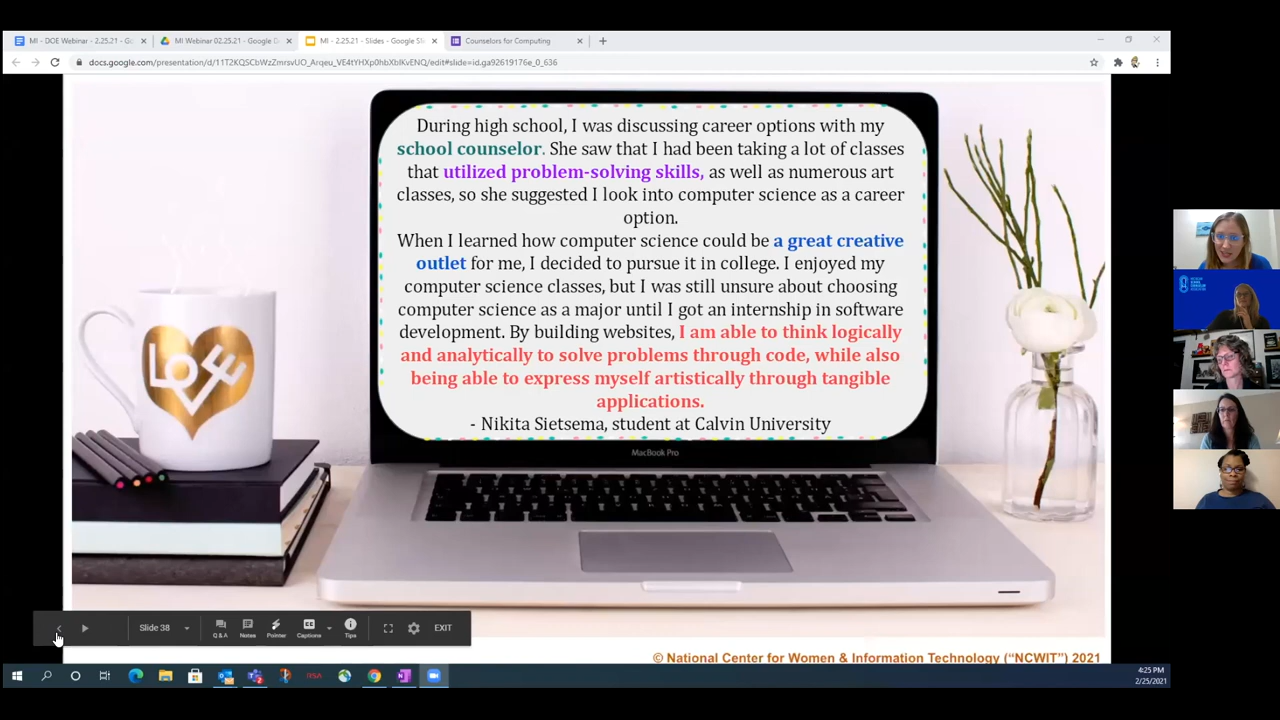 MI - DOE Webinar - 2.25.21 - Go
MI Webinar 02.25.21 - Google D
MI - 2.25.21 - Slides - Google Sli
Counselors for Computing
docs.google.com/presentation/d/11T2KQSCbWzZmrsvUO_Arqeu_VE4tYHXp0hbXbIKvENQ/edit#slide=id.ga92619176e_0_636
During high school, I was discussing career options with my
school counselor. She saw that I had been taking a lot of classes
that utilized problem-solving skills, as well as numerous art
classes, so she suggested I look into computer science as a career
option.
When I learned how computer science could be a great creative
outlet for me, I decided to pursue it in college. I enjoyed my
computer science classes, but I was still unsure about choosing
computer science as a major until I got an internship in software
development. By building websites, I am able to think logically
and analytically to solve problems through code, while also
being able to express myself artistically through tangible
applications.
- Nikita Sietsema, student at Calvin University
MacBook Pro
LOVE
Slide 38
Q & A
Notes
Pointer
Captions
Tips
EXIT
© National Center for Women & Information Technology ("NCWIT") 2021
4:25 PM
2/25/2021